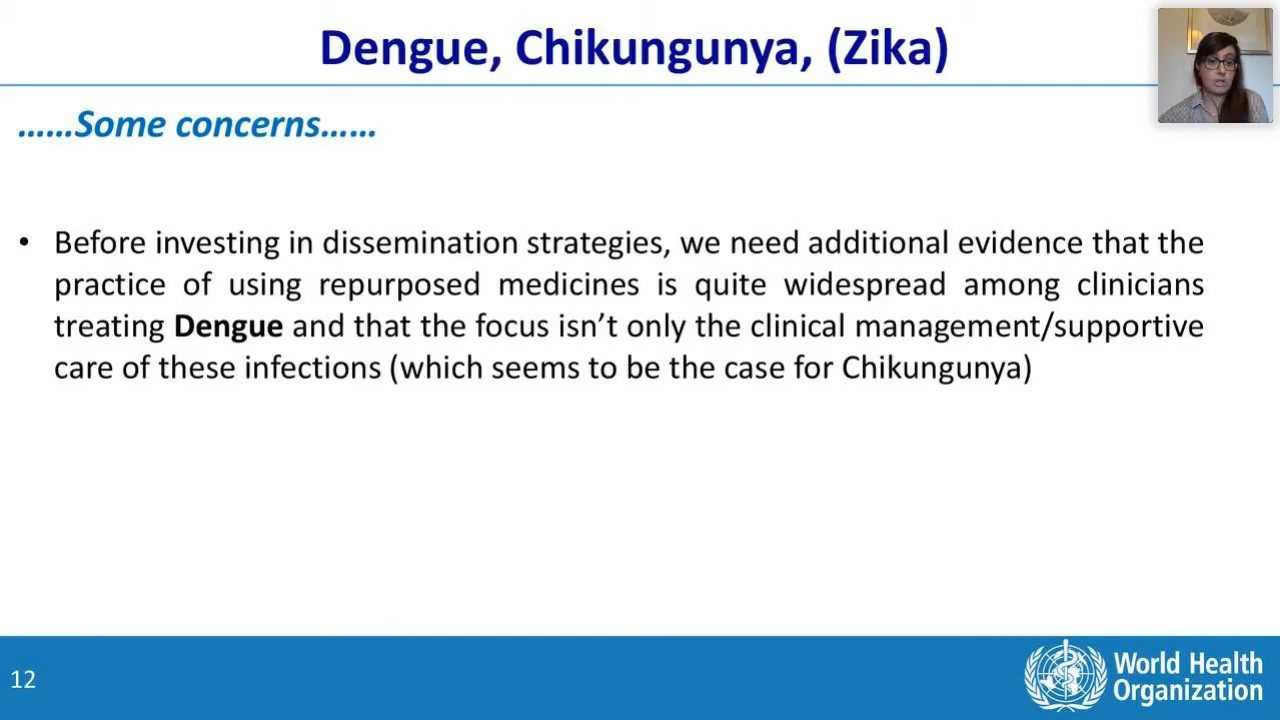 Dengue, Chikungunya, (Zika)
......Some concerns......
• Before investing in dissemination strategies, we need additional evidence that the
practice of using repurposed medicines is quite widespread among clinicians
treating Dengue and that the focus isn’t only the clinical management/supportive
care of these infections (which seems to be the case for Chikungunya)
12
World Health
Organization